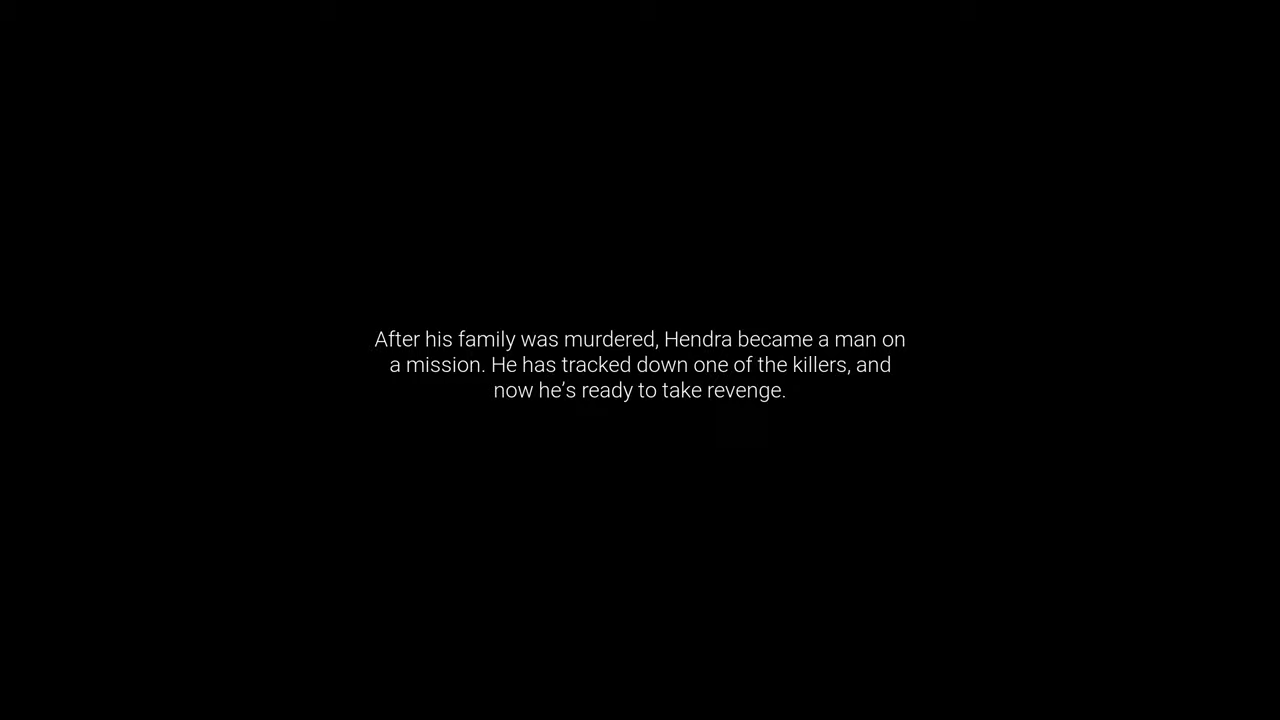 After his family was murdered, Hendra became a man on
a mission. He has tracked down one of the killers, and
now he’s ready to take revenge.